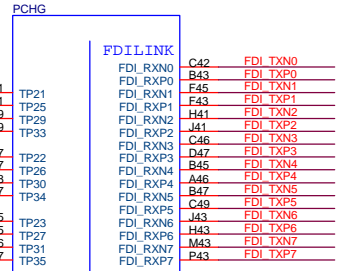 PCHG
FDILINK
FDI_RXN0 C42 FDI_TXN0
FDI_RXP0 B43 FDI_TXP0
TP21 FDI_RXN1 F45 FDI_TXN1
TP25 FDI_RXP1 F43 FDI_TXP1
TP29 FDI_RXN2 H41 FDI_TXN2
TP33 FDI_RXP2 J41 FDI_TXP2
FDI_RXN3 C46 FDI_TXN3
TP22 FDI_RXP3 D47 FDI_TXP3
TP26 FDI_RXN4 B45 FDI_TXN4
TP30 FDI_RXP4 A46 FDI_TXP4
TP34 FDI_RXN5 B47 FDI_TXN5
FDI_RXP5 C49 FDI_TXP5
TP23 FDI_RXN6 J43 FDI_TXN6
TP27 FDI_RXP6 H43 FDI_TXP6
TP31 FDI_RXN7 M43 FDI_TXN7
TP35 FDI_RXP7 P43 FDI_TXP7